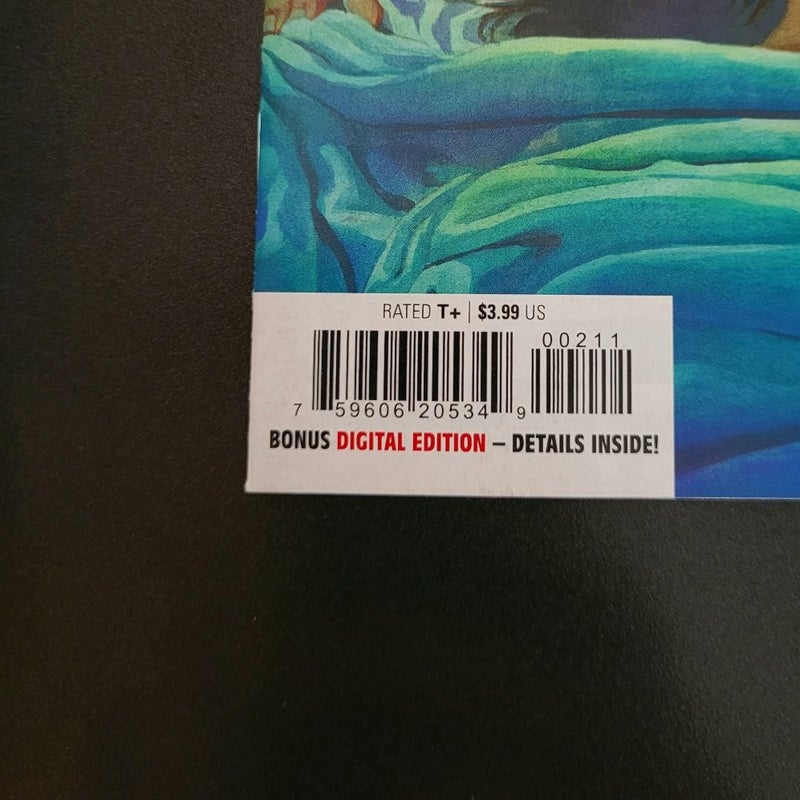 RATED T+ | $3.99 US
00211
7 59606 20534 9
BONUS DIGITAL EDITION – DETAILS INSIDE!